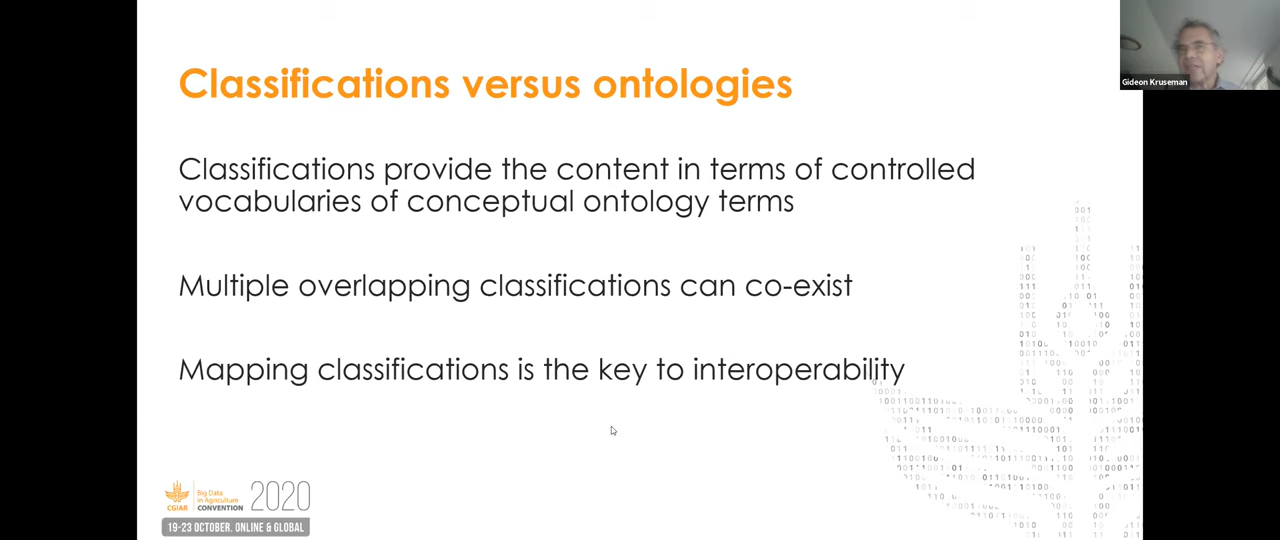 Classifications versus ontologies
Gideon Kruseman
Classifications provide the content in terms of controlled
vocabularies of conceptual ontology terms
Multiple overlapping classifications can co-exist
Mapping classifications is the key to interoperability
CGIAR
Big Data
in Agriculture
CONVENTION
2020
19-23 OCTOBER. ONLINE & GLOBAL